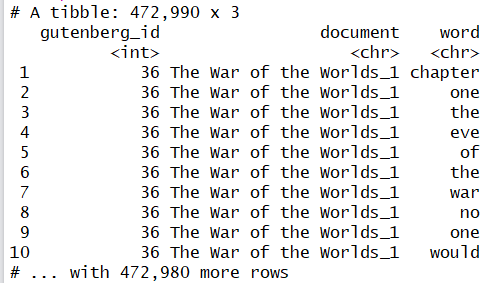 # A tibble: 472,990 x 3
gutenberg_id document word
<int> <chr> <chr>
1 36 The War of the Worlds_1 chapter
2 36 The War of the Worlds_1 one
3 36 The War of the Worlds_1 the
4 36 The War of the Worlds_1 eve
5 36 The War of the Worlds_1 of
6 36 The War of the Worlds_1 the
7 36 The War of the Worlds_1 war
8 36 The War of the Worlds_1 no
9 36 The War of the Worlds_1 one
10 36 The War of the Worlds_1 would
# ... with 472,980 more rows